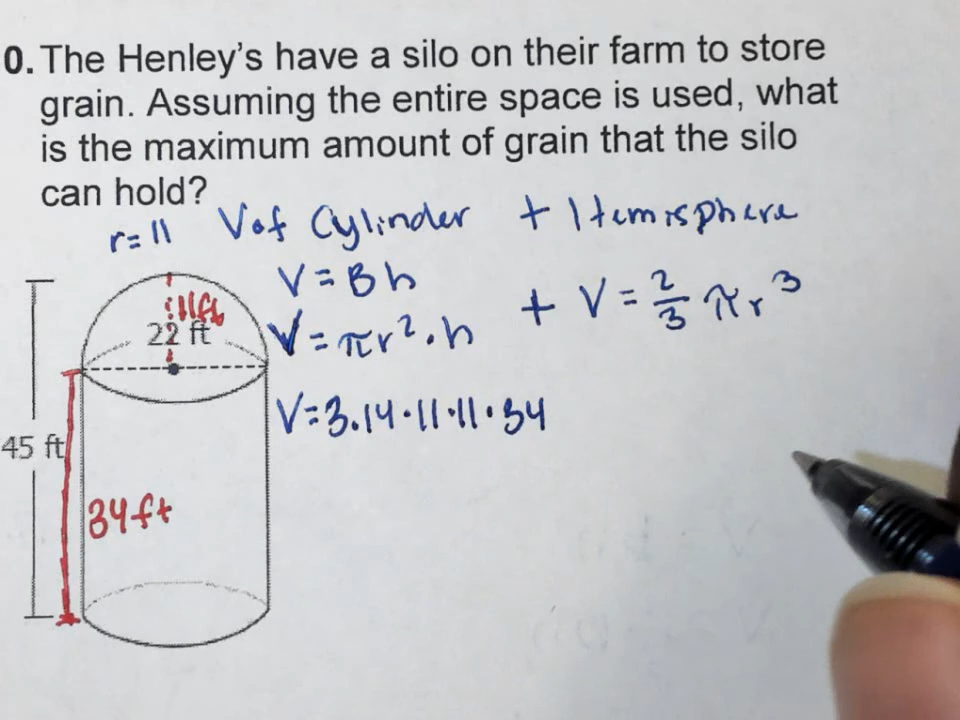 0. The Henley's have a silo on their farm to store
grain. Assuming the entire space is used, what
is the maximum amount of grain that the silo
can hold?
r=11 V of Cylinder + Hemisphere
V=Bh
V=πr²·h + V=2/3 πr³
V=3.14·11·11·34
11ft
22 ft
45 ft
34ft